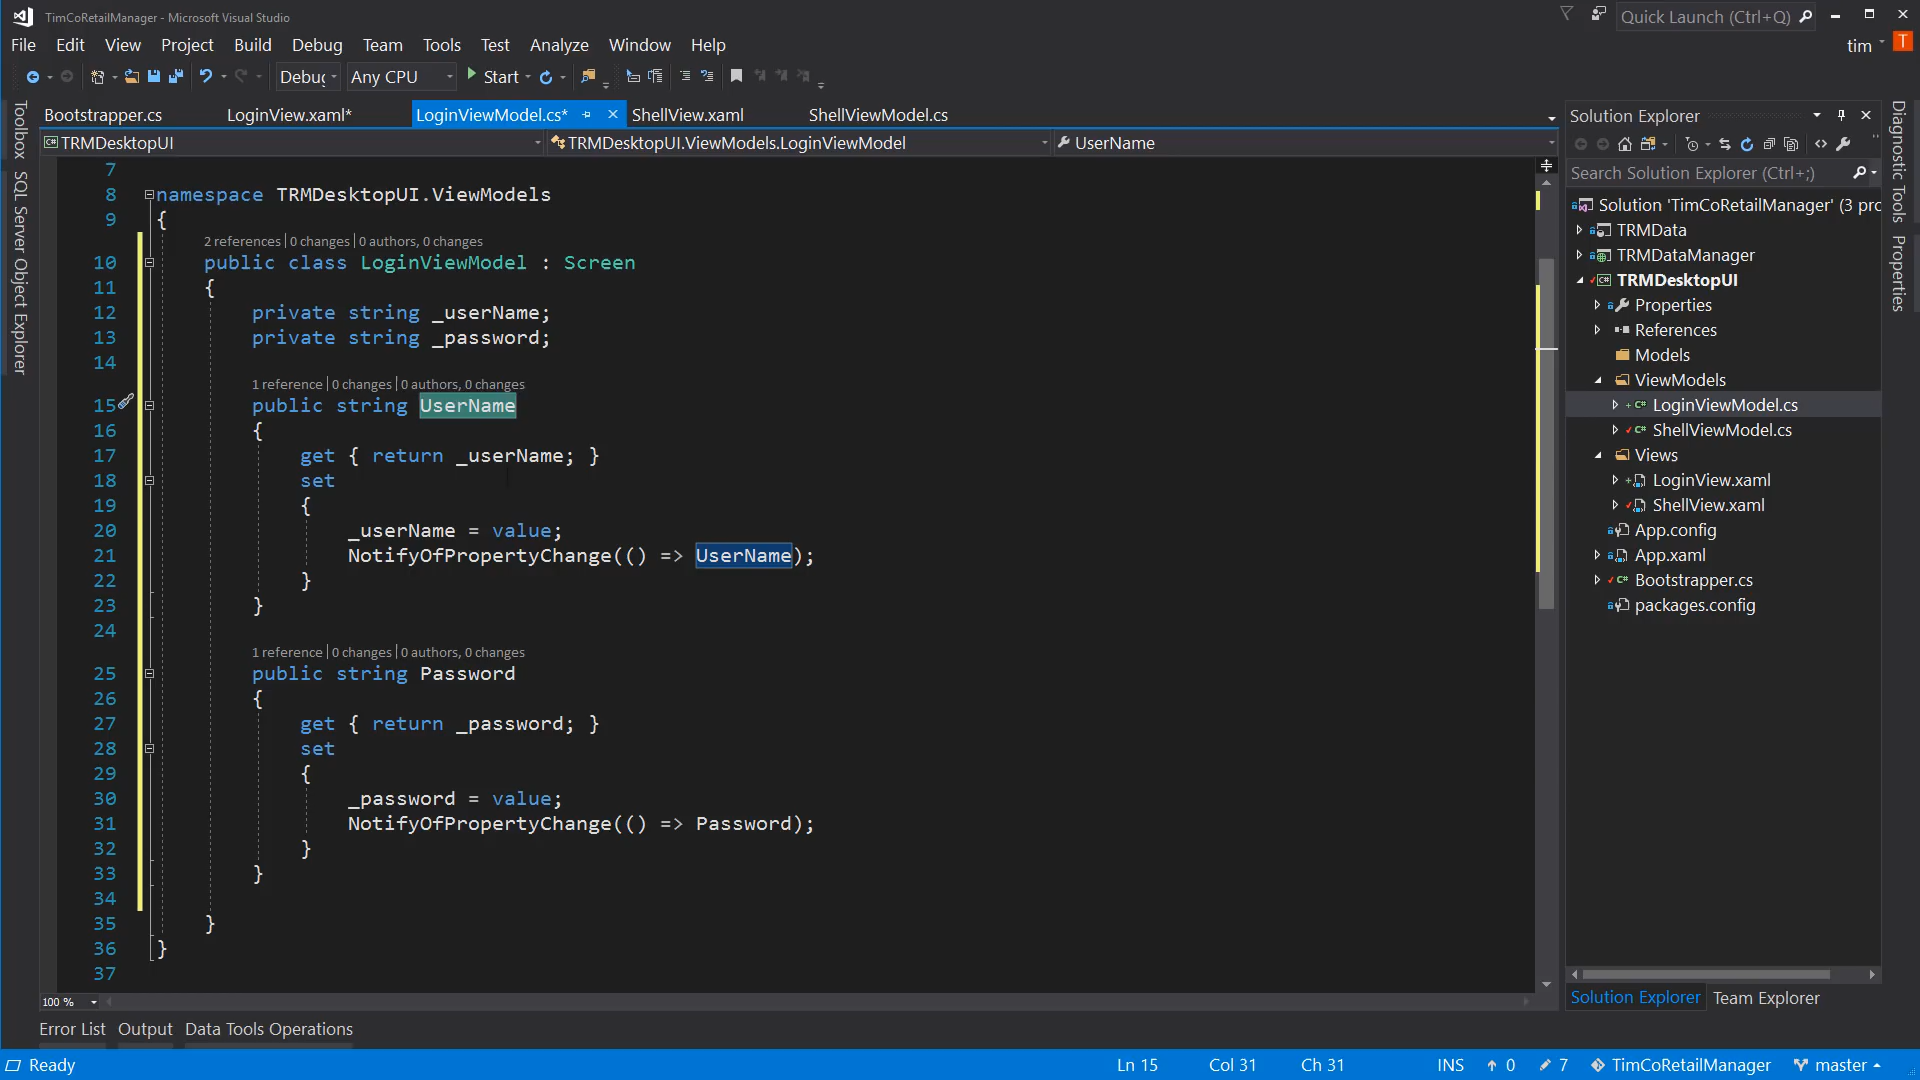 TimCoRetailManager - Microsoft Visual Studio
Quick Launch (Ctrl+Q)
File Edit View Project Build Debug Team Tools Test Analyze Window Help
tim T
Debug Any CPU Start
Bootstrapper.cs LoginView.xaml* LoginViewModel.cs* ShellView.xaml ShellViewModel.cs
TRMDesktopUI TRMDesktopUI.ViewModels.LoginViewModel UserName
Toolbox
SQL Server Object Explorer
7
8 namespace TRMDesktopUI.ViewModels
9 {
2 references | 0 changes | 0 authors, 0 changes
10 public class LoginViewModel : Screen
11 {
12 private string _userName;
13 private string _password;
14
1 reference | 0 changes | 0 authors, 0 changes
15 public string UserName
16 {
17 get { return _userName; }
18 set
19 {
20 _userName = value;
21 NotifyOfPropertyChange(() => UserName);
22 }
23 }
24
1 reference | 0 changes | 0 authors, 0 changes
25 public string Password
26 {
27 get { return _password; }
28 set
29 {
30 _password = value;
31 NotifyOfPropertyChange(() => Password);
32 }
33 }
34
35 }
36 }
37
100 %
Solution Explorer
Search Solution Explorer (Ctrl+;)
Solution 'TimCoRetailManager' (3 pro
TRMData
TRMDataManager
TRMDesktopUI
Properties
References
Models
ViewModels
LoginViewModel.cs
ShellViewModel.cs
Views
LoginView.xaml
ShellView.xaml
App.config
App.xaml
Bootstrapper.cs
packages.config
Solution Explorer Team Explorer
Diagnostic Tools
Properties
Error List Output Data Tools Operations
Ready Ln 15 Col 31 Ch 31 INS 0 7 TimCoRetailManager master